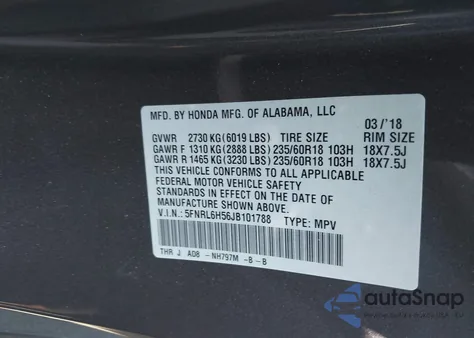 MFD. BY HONDA MFG. OF ALABAMA, LLC
03/'18
GVWR 2730 KG (6019 LBS) TIRE SIZE RIM SIZE
GAWR F 1310 KG (2888 LBS) 235/60R18 103H 18X7.5J
GAWR R 1465 KG (3230 LBS) 235/60R18 103H 18X7.5J
THIS VEHICLE CONFORMS TO ALL APPLICABLE
FEDERAL MOTOR VEHICLE SAFETY
STANDARDS IN EFFECT ON THE DATE OF
MANUFACTURE SHOWN ABOVE.
V.I.N.: 5FNRL6H56JB101788 TYPE: MPV
THR J AD8 -NH797M -B - B
autoSnap